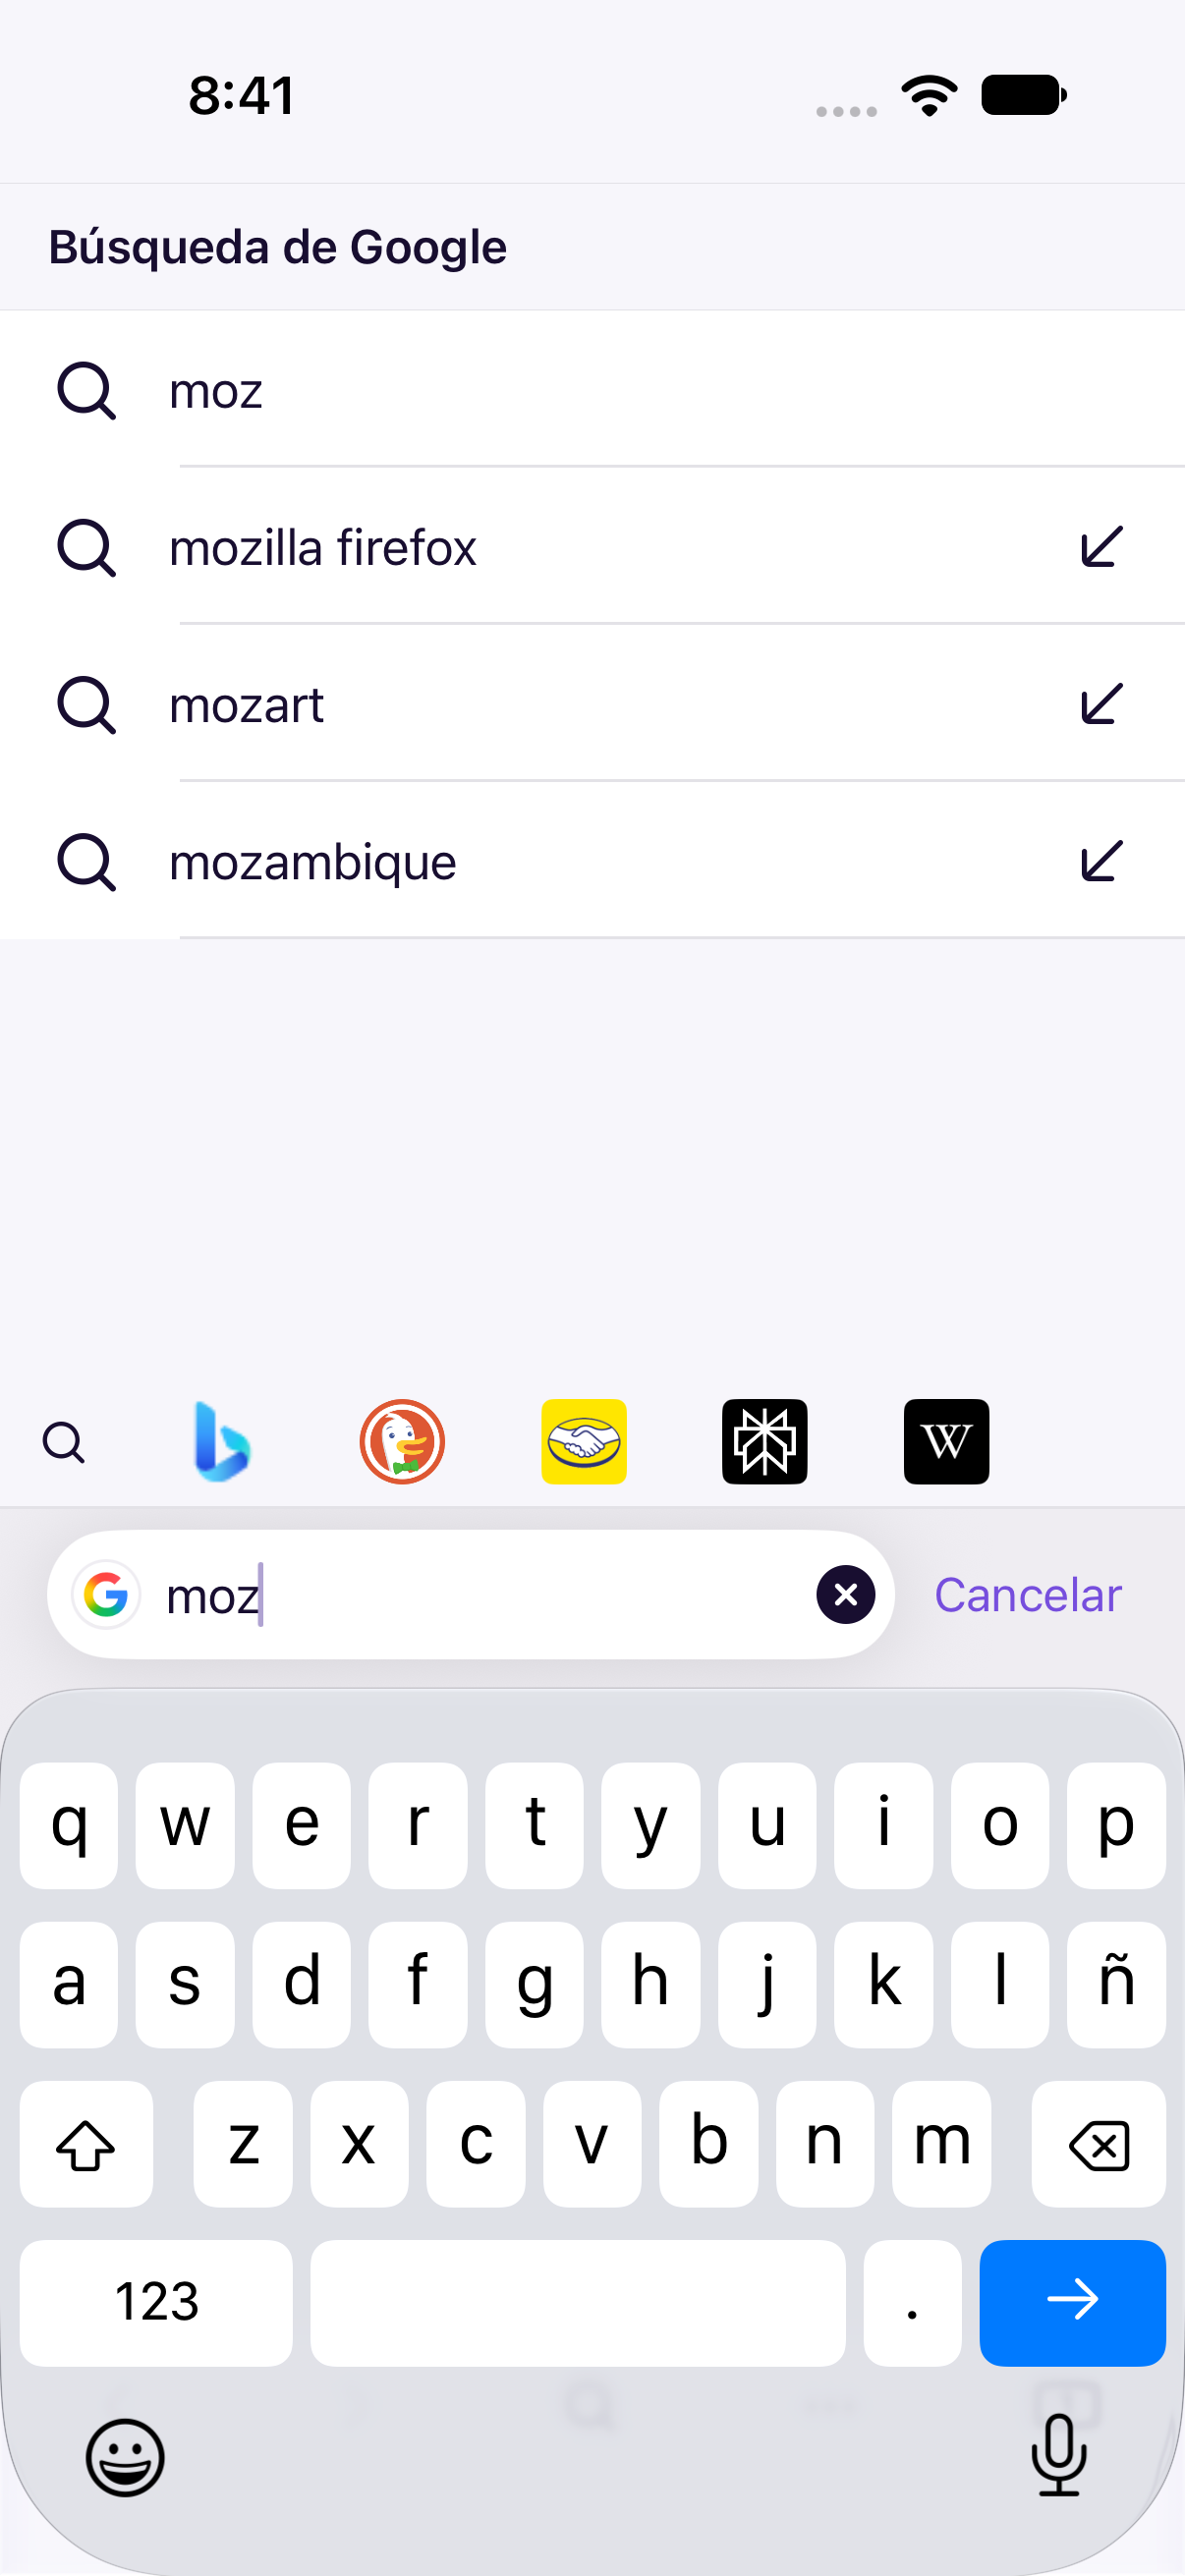 8:41
Búsqueda de Google
moz
mozilla firefox
mozart
mozambique
W
moz
Cancelar
q w e r t y u i o p
a s d f g h j k l ñ
z x c v b n m
123 .